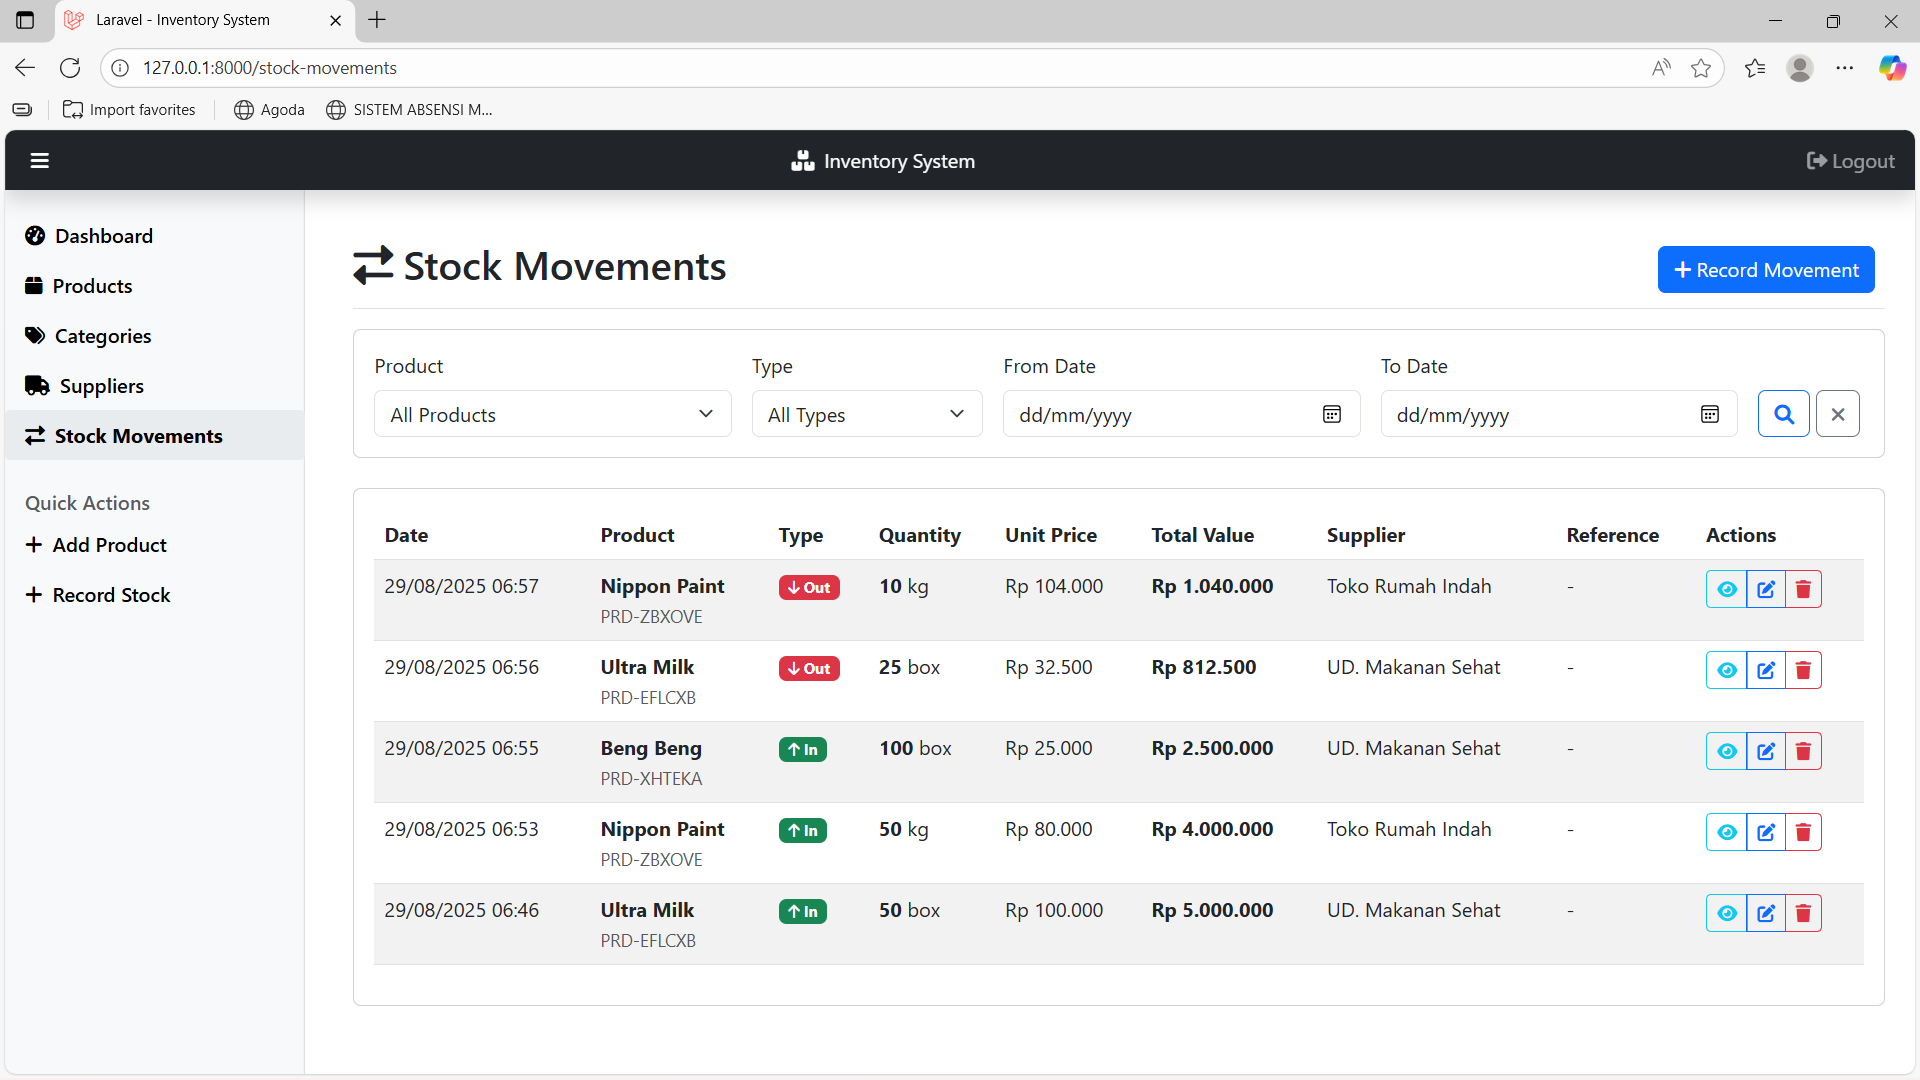 Laravel - Inventory System
127.0.0.1:8000/stock-movements
Import favorites
Agoda
SISTEM ABSENSI M...
Inventory System
Logout
Dashboard
Products
Categories
Suppliers
Stock Movements
Quick Actions
Add Product
Record Stock
Stock Movements
Record Movement
Product Type From Date To Date
All Products All Types dd/mm/yyyy dd/mm/yyyy
Date Product Type Quantity Unit Price Total Value Supplier Reference Actions
29/08/2025 06:57 Nippon Paint Out 10 kg Rp 104.000 Rp 1.040.000 Toko Rumah Indah -
PRD-ZBXOVE
29/08/2025 06:56 Ultra Milk Out 25 box Rp 32.500 Rp 812.500 UD. Makanan Sehat -
PRD-EFLCXB
29/08/2025 06:55 Beng Beng In 100 box Rp 25.000 Rp 2.500.000 UD. Makanan Sehat -
PRD-XHTEKA
29/08/2025 06:53 Nippon Paint In 50 kg Rp 80.000 Rp 4.000.000 Toko Rumah Indah -
PRD-ZBXOVE
29/08/2025 06:46 Ultra Milk In 50 box Rp 100.000 Rp 5.000.000 UD. Makanan Sehat -
PRD-EFLCXB